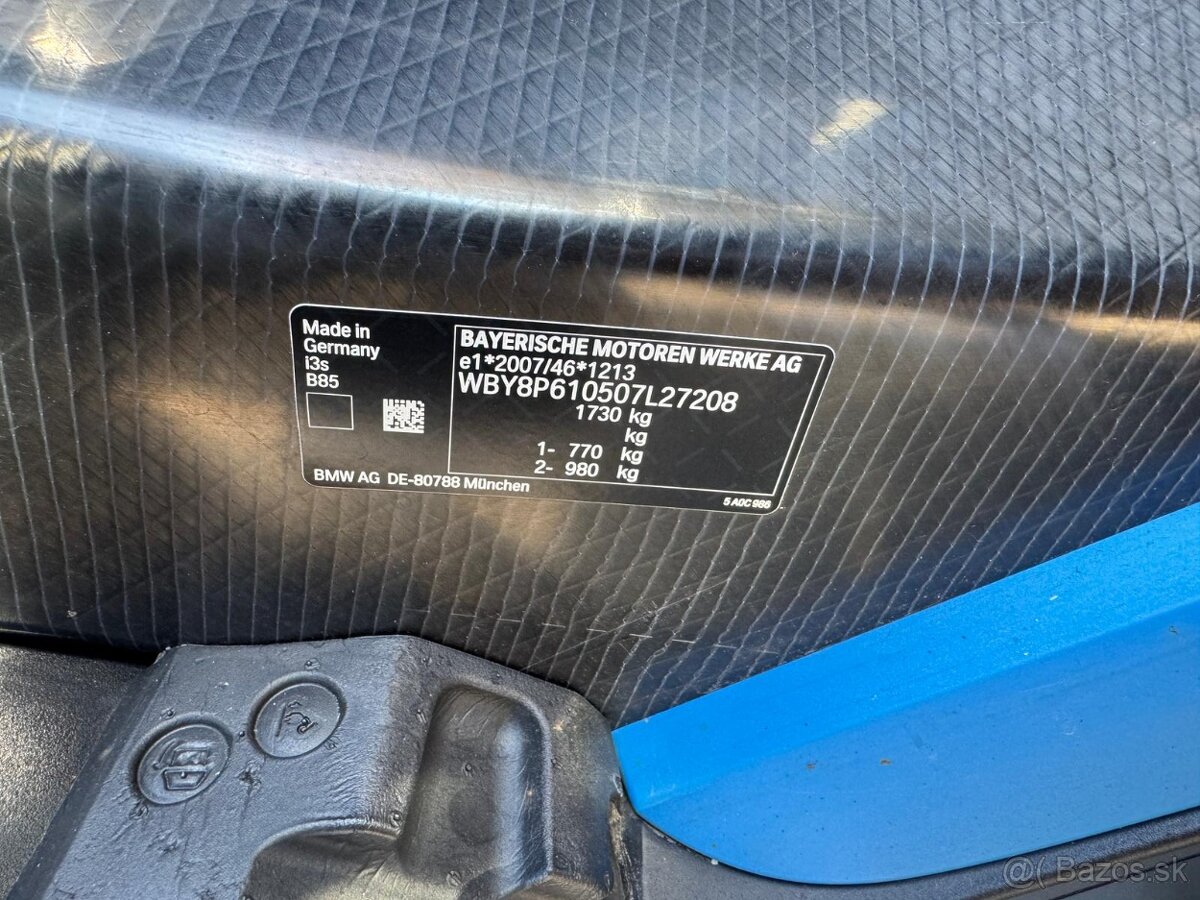 Made in
Germany
i3s
B85
BAYERISCHE MOTOREN WERKE AG
e1*2007/46*1213
WBY8P610507L27208
1730 kg
kg
1- 770 kg
2- 980 kg
BMW AG DE-80788 München
5 A0C 986
@( Bazos.sk